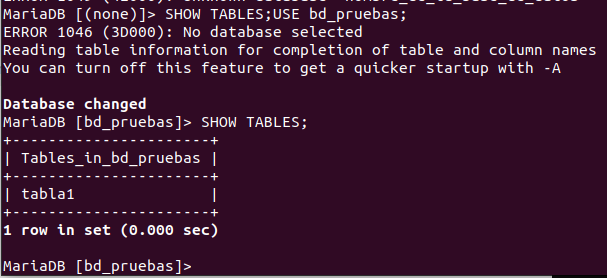 MariaDB [(none)]> SHOW TABLES;USE bd_pruebas;
ERROR 1046 (3D000): No database selected
Reading table information for completion of table and column names
You can turn off this feature to get a quicker startup with -A

Database changed
MariaDB [bd_pruebas]> SHOW TABLES;
+----------------------+
| Tables_in_bd_pruebas |
+----------------------+
| tabla1               |
+----------------------+
1 row in set (0.000 sec)

MariaDB [bd_pruebas]>